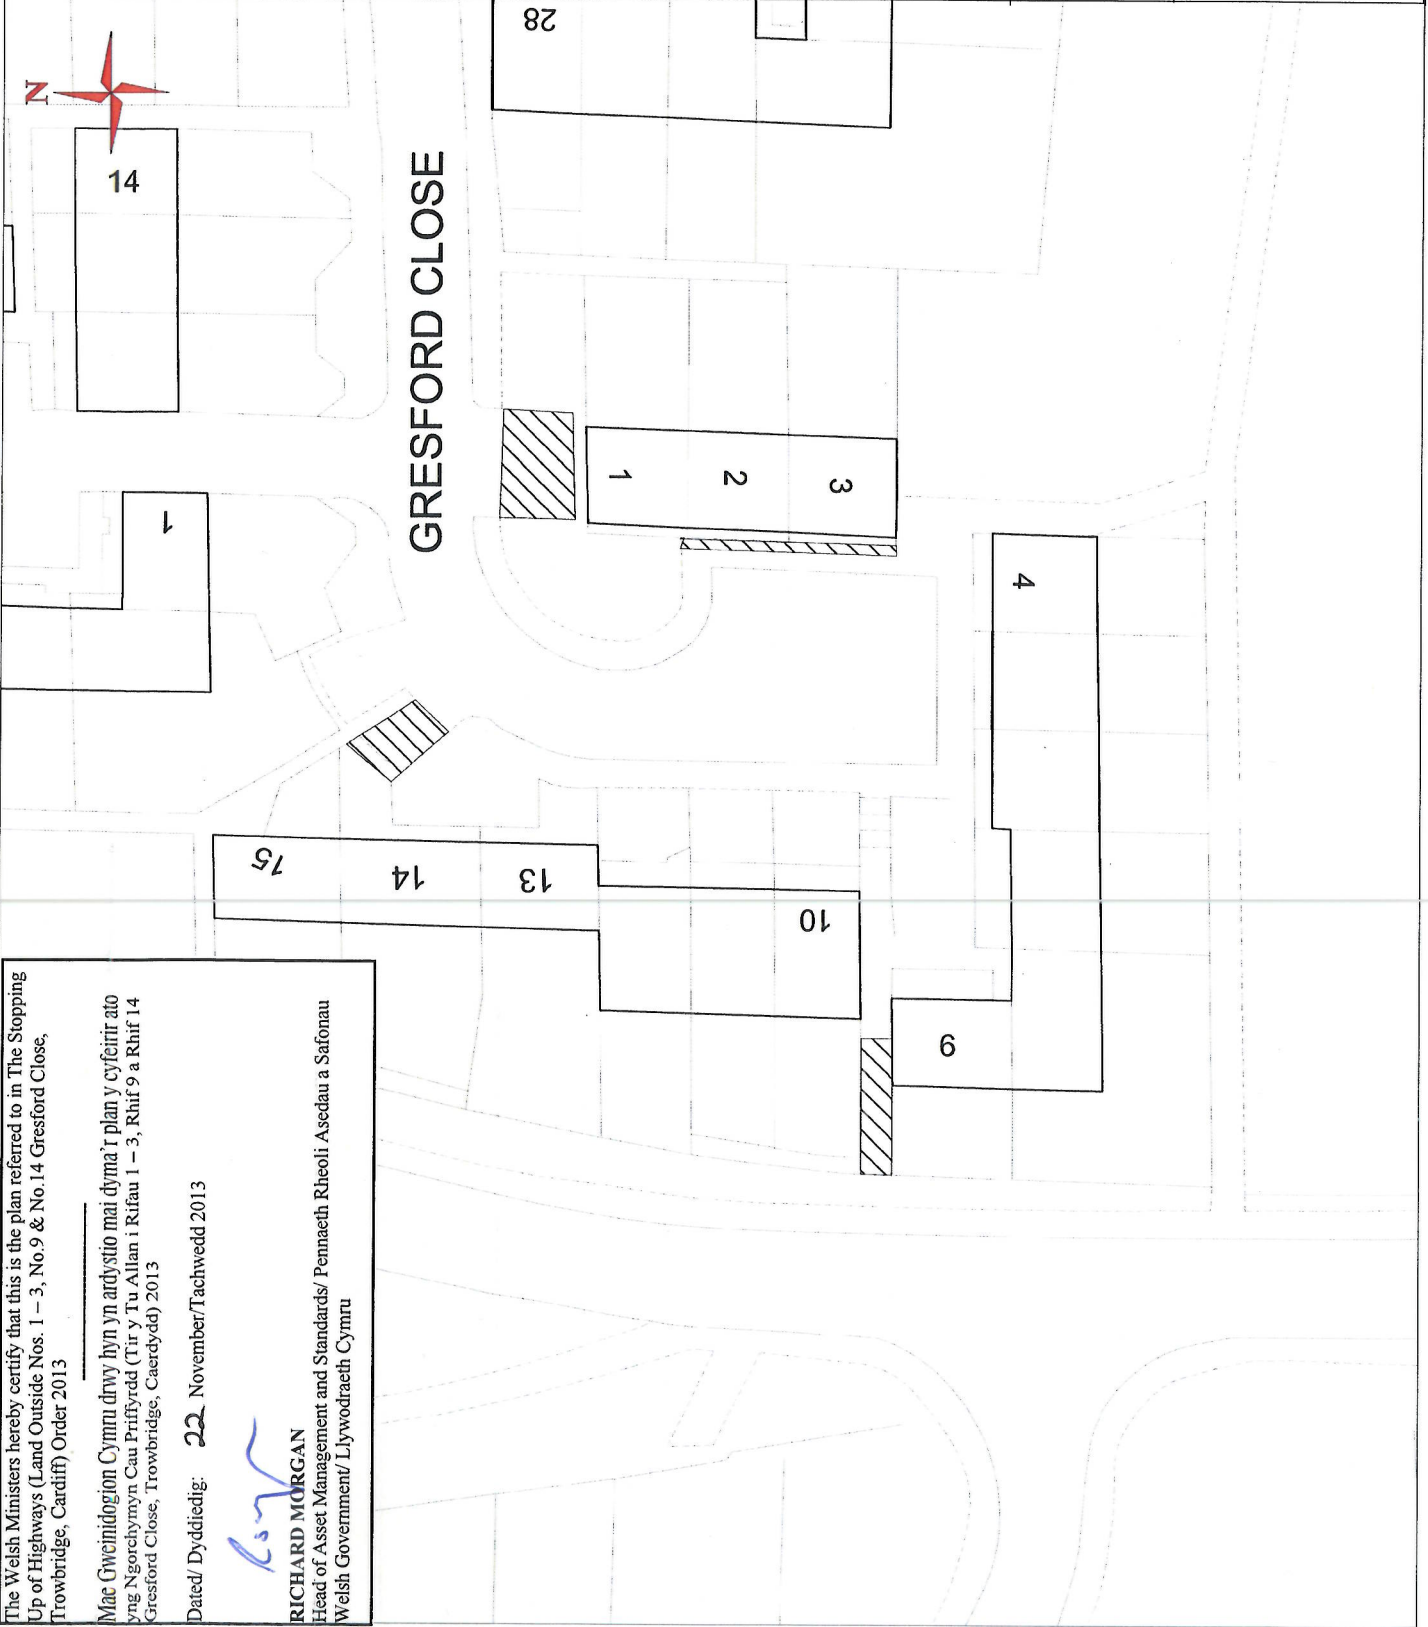 N
14
28
GRESFORD CLOSE
1
1
2
3
4
15
14
13
10
9
The Welsh Ministers hereby certify that this is the plan referred to in The Stopping
Up of Highways (Land Outside Nos. 1 – 3, No.9 & No.14 Gresford Close,
Trowbridge, Cardiff) Order 2013
Mae Gweinidogion Cymru drwy hyn yn ardystio mai dyma'r plan y cyfeirir ato
yng Ngorchymyn Cau Priffyrdd (Tir y Tu Allan i Rifau 1 – 3, Rhif 9 a Rhif 14
Gresford Close, Trowbridge, Caerdydd) 2013
Dated/ Dyddiedig: 22 November/Tachwedd 2013
RICHARD MORGAN
Head of Asset Management and Standards/ Pennaeth Rheoli Asedau a Safonau
Welsh Government/ Llywodraeth Cymru